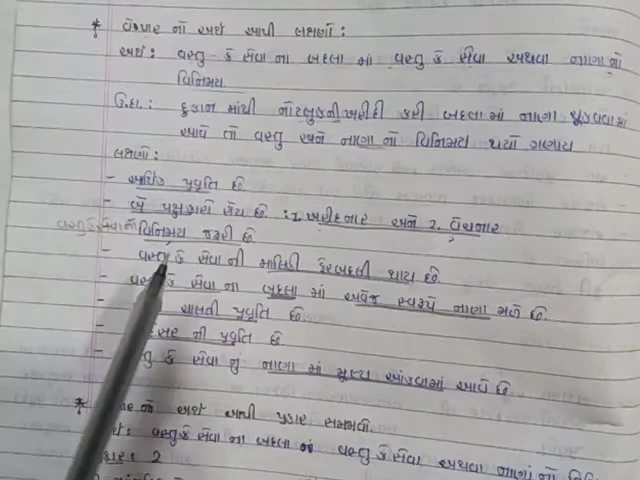 * વેપાર નો અર્થ આપી લક્ષણો:
અર્થ: વસ્તુ કે સેવા ના બદલા માં વસ્તુ કે સેવા અથવા નાણાં નો
વિનિમય
ઉ.દા.: દુકાન માંથી નોટબુકની ખરીદી કરી બદલામાં નાણાં ચૂકવવામાં
આવે તો વસ્તુ અને નાણાં નો વિનિમય થયો ગણાય
લક્ષણો:
- આર્થિક પ્રવૃતિ છે
- બે પક્ષકારો હોય છે : 1. ખરીદનાર અને 2. વેચનાર
વસ્તુ કે સેવાનો વિનિમય જરૂરી છે.
- વસ્તુ કે સેવા ની માલિકી ફેરબદલી થાય છે.
- વસ્તુ કે સેવા ના બદલા માં અવેજ સ્વરૂપે નાણાં મળે છે.
- ચાલતી પ્રવૃતિ છે.
- ની પ્રવૃતિ છે.
કે સેવા નું નાણાં માં મૂલ્ય આંકવામાં આવે છે.
* નો અર્થ આપી પ્રકાર સમજાવો.
વસ્તુ કે સેવા ના બદલા માં વસ્તુ કે સેવા અથવા નાણાં નો
2